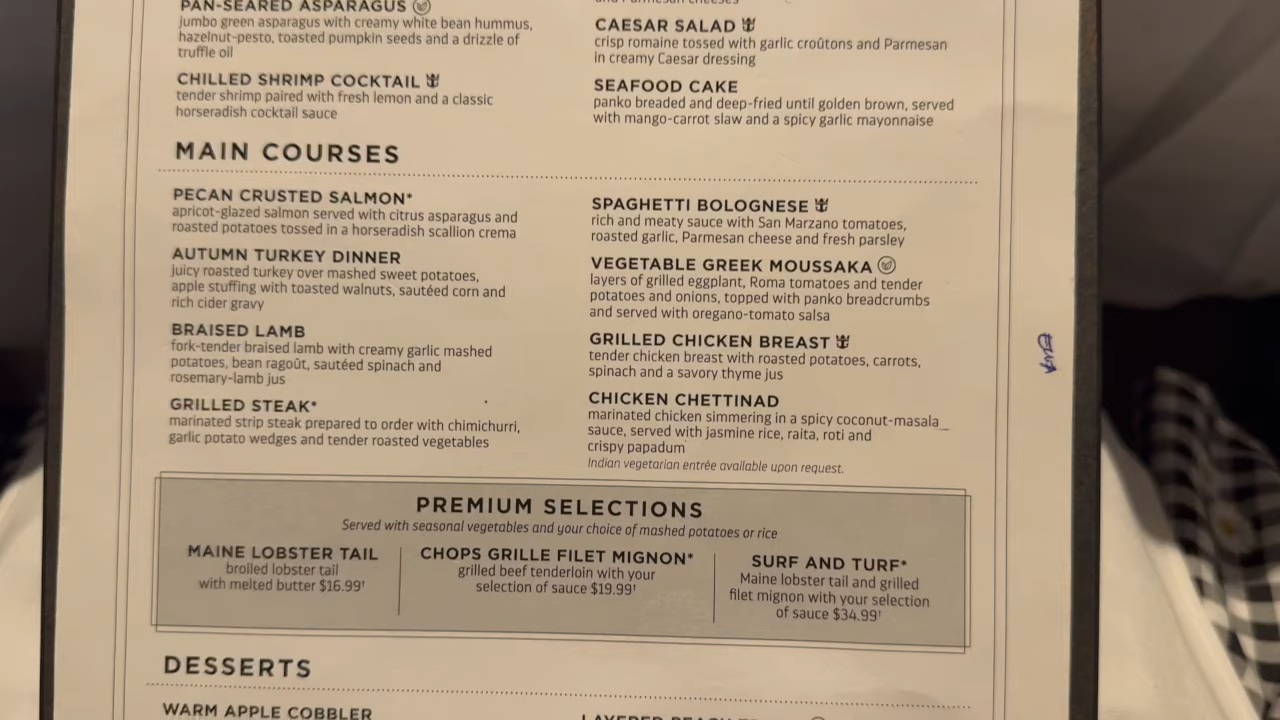 PAN-SEARED ASPARAGUS
jumbo green asparagus with creamy white bean hummus,
hazelnut-pesto, toasted pumpkin seeds and a drizzle of
truffle oil
CHILLED SHRIMP COCKTAIL
tender shrimp paired with fresh lemon and a classic
horseradish cocktail sauce
and Parmesan cheeses
CAESAR SALAD
crisp romaine tossed with garlic croûtons and Parmesan
in creamy Caesar dressing
SEAFOOD CAKE
panko breaded and deep-fried until golden brown, served
with mango-carrot slaw and a spicy garlic mayonnaise
MAIN COURSES
PECAN CRUSTED SALMON*
apricot-glazed salmon served with citrus asparagus and
roasted potatoes tossed in a horseradish scallion crema
AUTUMN TURKEY DINNER
juicy roasted turkey over mashed sweet potatoes,
apple stuffing with toasted walnuts, sautéed corn and
rich cider gravy
BRAISED LAMB
fork-tender braised lamb with creamy garlic mashed
potatoes, bean ragoût, sautéed spinach and
rosemary-lamb jus
GRILLED STEAK*
marinated strip steak prepared to order with chimichurri,
garlic potato wedges and tender roasted vegetables
SPAGHETTI BOLOGNESE
rich and meaty sauce with San Marzano tomatoes,
roasted garlic, Parmesan cheese and fresh parsley
VEGETABLE GREEK MOUSSAKA
layers of grilled eggplant, Roma tomatoes and tender
potatoes and onions, topped with panko breadcrumbs
and served with oregano-tomato salsa
GRILLED CHICKEN BREAST
tender chicken breast with roasted potatoes, carrots,
spinach and a savory thyme jus
CHICKEN CHETTINAD
marinated chicken simmering in a spicy coconut-masala
sauce, served with jasmine rice, raita, roti and
crispy papadum
Indian vegetarian entrée available upon request.
PREMIUM SELECTIONS
Served with seasonal vegetables and your choice of mashed potatoes or rice
MAINE LOBSTER TAIL
broiled lobster tail
with melted butter $16.99†
CHOPS GRILLE FILET MIGNON*
grilled beef tenderloin with your
selection of sauce $19.99†
SURF AND TURF*
Maine lobster tail and grilled
filet mignon with your selection
of sauce $34.99†
DESSERTS
WARM APPLE COBBLER